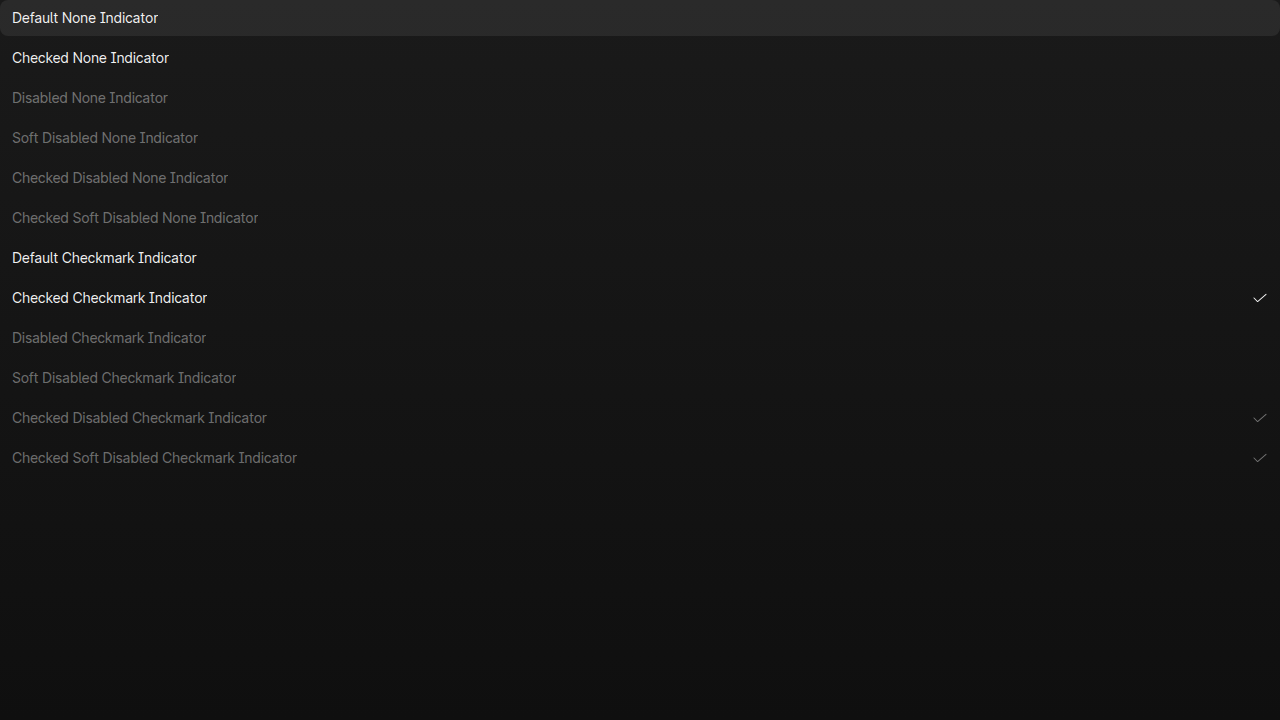 Default None Indicator
Checked None Indicator
Disabled None Indicator
Soft Disabled None Indicator
Checked Disabled None Indicator
Checked Soft Disabled None Indicator
Default Checkmark Indicator
Checked Checkmark Indicator
Disabled Checkmark Indicator
Soft Disabled Checkmark Indicator
Checked Disabled Checkmark Indicator
Checked Soft Disabled Checkmark Indicator